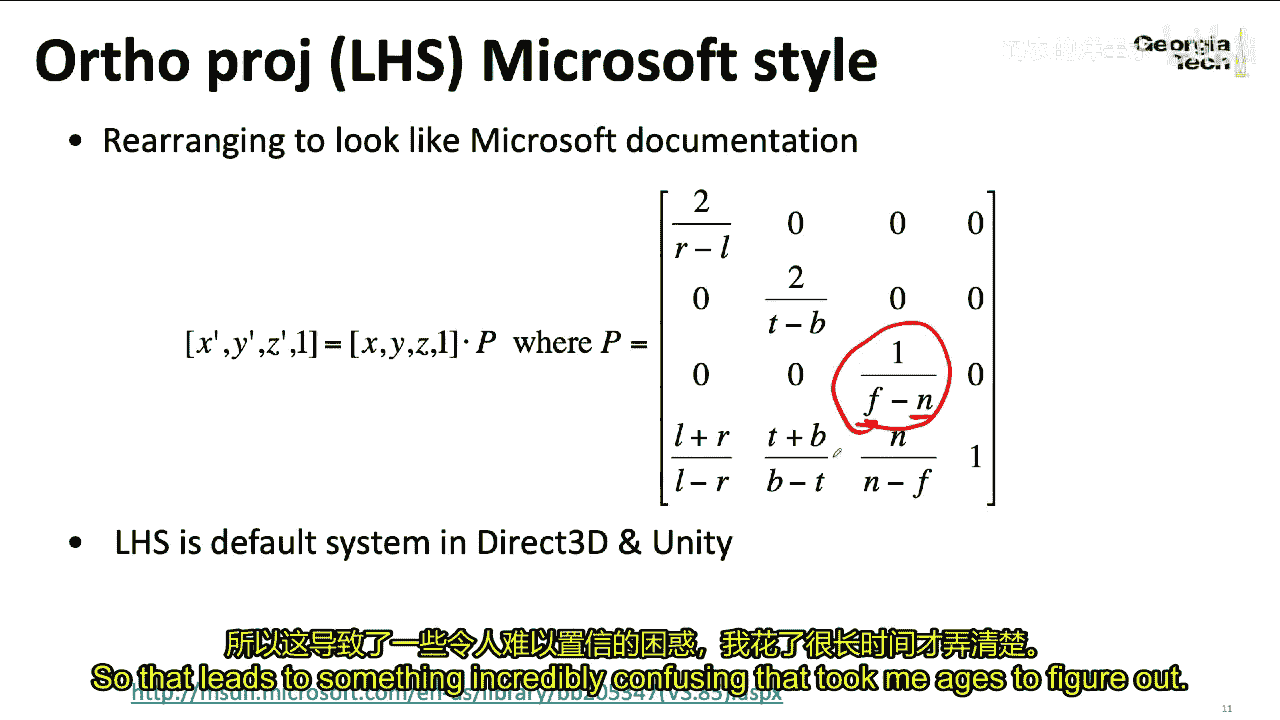 Ortho proj (LHS) Microsoft style
Georgia
Tech
• Rearranging to look like Microsoft documentation
[x',y',z',1] = [x,y,z,1]· P where P =
2/(r − l) 0 0 0
0 2/(t − b) 0 0
0 0 1/(f − n) 0
(l + r)/(l − r) (t + b)/(b − t) n/(n − f) 1
• LHS is default system in Direct3D & Unity
所以这导致了一些令人难以置信的困惑，我花了很长时间才弄清楚。
So that leads to something incredibly confusing that took me ages to figure out.
11